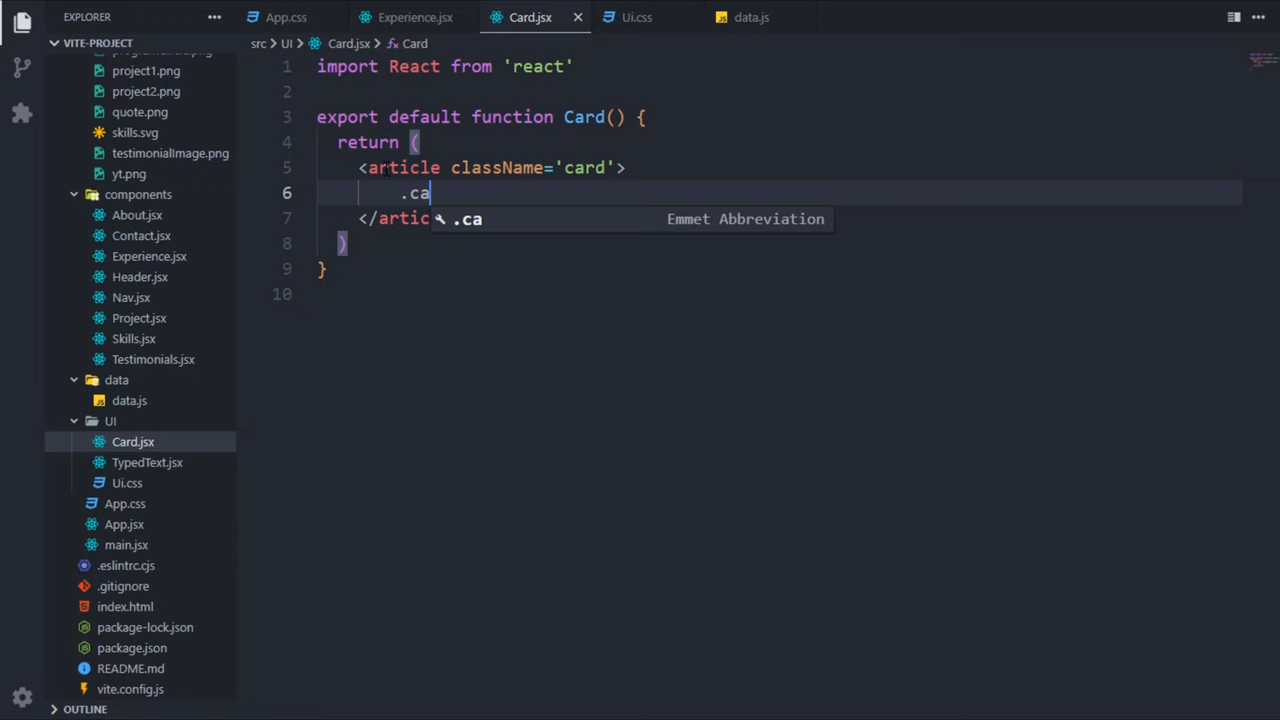 EXPLORER
App.css
Experience.jsx
Card.jsx
Ui.css
data.js
VITE-PROJECT
src > UI > Card.jsx > Card
project1.png
project2.png
quote.png
skills.svg
testimonialImage.png
yt.png
components
About.jsx
Contact.jsx
Experience.jsx
Header.jsx
Nav.jsx
Project.jsx
Skills.jsx
Testimonials.jsx
data
data.js
UI
Card.jsx
TypedText.jsx
Ui.css
App.css
App.jsx
main.jsx
.eslintrc.cjs
.gitignore
index.html
package-lock.json
package.json
README.md
vite.config.js
OUTLINE
1 import React from 'react'
2
3 export default function Card() {
4 return (
5 <article className='card'>
6 .ca
7 </artic
.ca Emmet Abbreviation
8 )
9 }
10